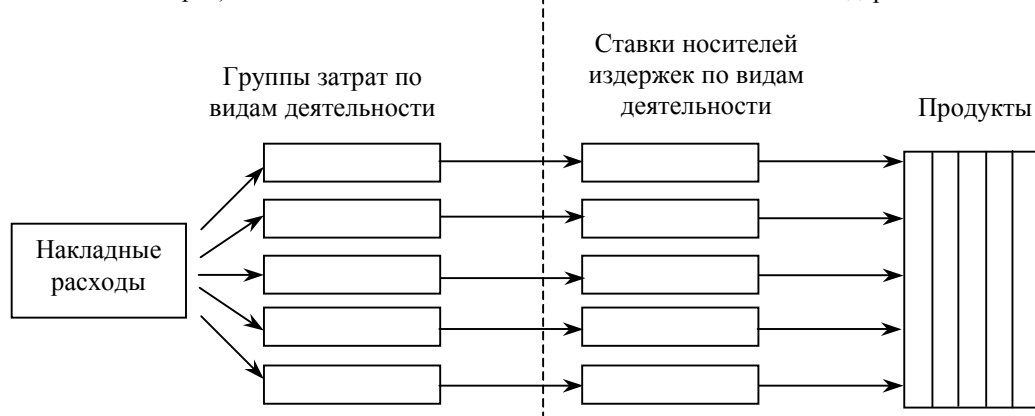 Группы затрат по
видам деятельности
Ставки носителей
издержек по видам
деятельности
Продукты
Накладные
расходы